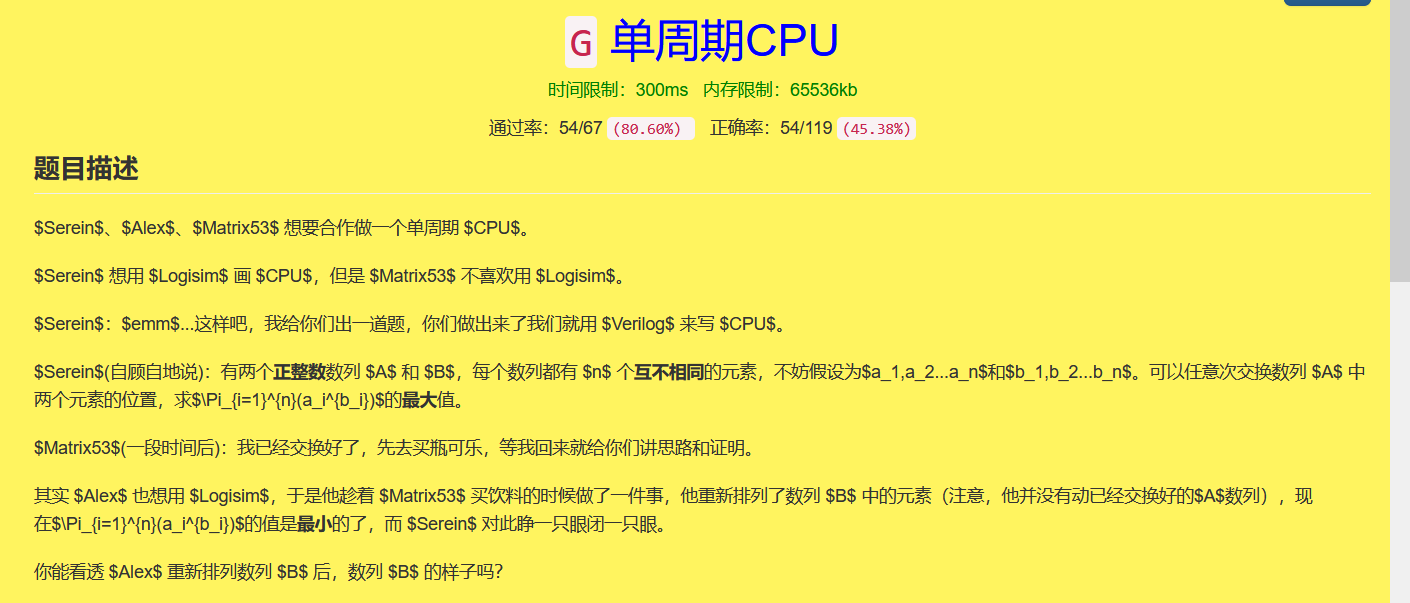 G 单周期CPU
时间限制：300ms 内存限制：65536kb
通过率：54/67 (80.60%) 正确率：54/119 (45.38%)
题目描述
$Serein$、$Alex$、$Matrix53$ 想要合作做一个单周期 $CPU$。
$Serein$ 想用 $Logisim$ 画 $CPU$，但是 $Matrix53$ 不喜欢用 $Logisim$。
$Serein$：$emm$...这样吧，我给你们出一道题，你们做出来了我们就用 $Verilog$ 来写 $CPU$。
$Serein$(自顾自地说)：有两个正整数数列 $A$ 和 $B$，每个数列都有 $n$ 个互不相同的元素，不妨假设为$a_1,a_2...a_n$和$b_1,b_2...b_n$。可以任意次交换数列 $A$ 中
两个元素的位置，求$\Pi_{i=1}^{n}(a_i^{b_i})$的最大值。
$Matrix53$(一段时间后)：我已经交换好了，先去买瓶可乐，等我回来就给你们讲思路和证明。
其实 $Alex$ 也想用 $Logisim$，于是他趁着 $Matrix53$ 买饮料的时候做了一件事，他重新排列了数列 $B$ 中的元素（注意，他并没有动已经交换好的$A$数列），现
在$\Pi_{i=1}^{n}(a_i^{b_i})$的值是最小的了，而 $Serein$ 对此睁一只眼闭一只眼。
你能看透 $Alex$ 重新排列数列 $B$ 后，数列 $B$ 的样子吗？